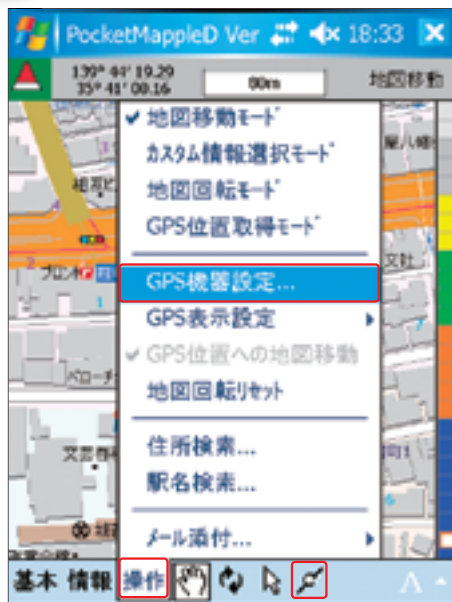 PocketMappleD Ver 18:33
139° 44' 19.29
35° 41' 00.16
80m
地図移動
地図移動モード
カスタム情報選択モード
地図回転モード
GPS位置取得モード
GPS機器設定...
GPS表示設定
GPS位置への地図移動
地図回転リセット
住所検索...
駅名検索...
メール添付...
基本 情報 操作